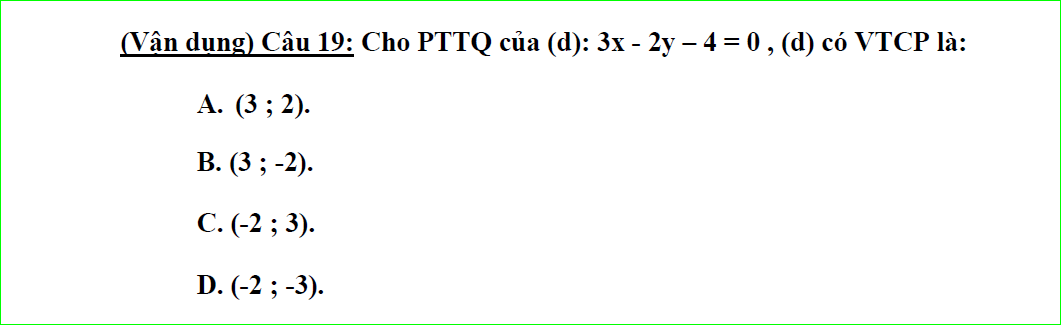 (Vận dụng) Câu 19: Cho PTTQ của (d): 3x - 2y – 4 = 0 , (d) có VTCP là:
A. (3 ; 2).
B. (3 ; -2).
C. (-2 ; 3).
D. (-2 ; -3).